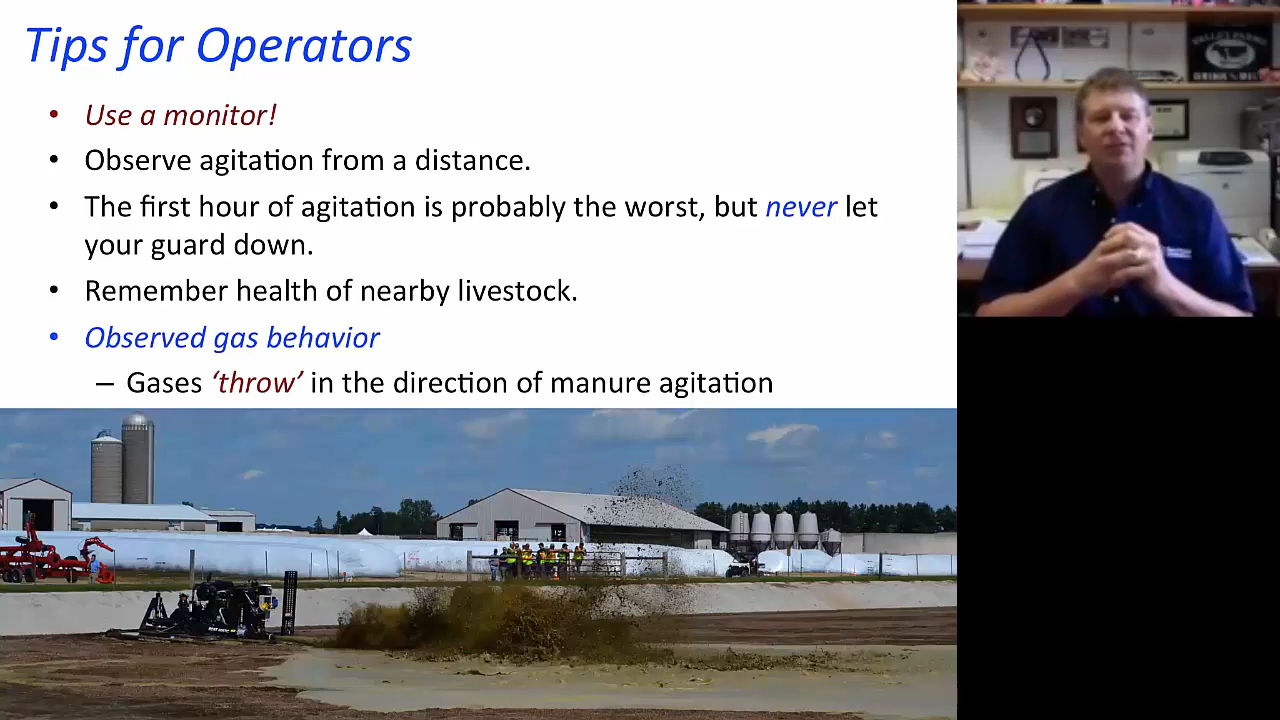 Tips for Operators
• Use a monitor!
• Observe agitation from a distance.
• The first hour of agitation is probably the worst, but never let
your guard down.
• Remember health of nearby livestock.
• Observed gas behavior
– Gases ‘throw’ in the direction of manure agitation